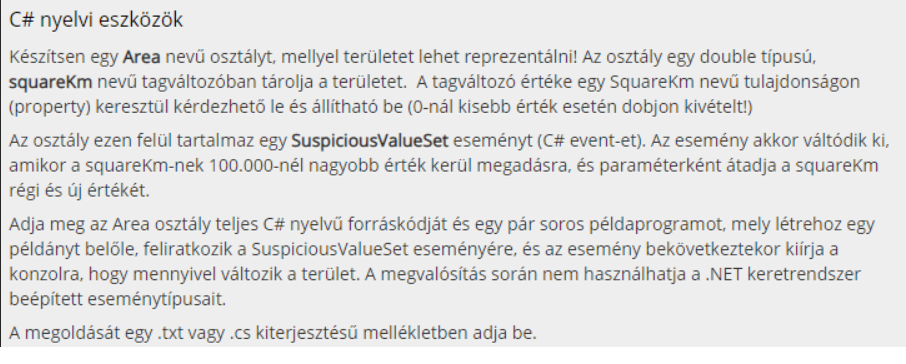 C# nyelvi eszközök
Készítsen egy Area nevű osztályt, mellyel területet lehet reprezentálni! Az osztály egy double típusú,
squareKm nevű tagváltozóban tárolja a területet.  A tagváltozó értéke egy SquareKm nevű tulajdonságon
(property) keresztül kérdezhető le és állítható be (0-nál kisebb érték esetén dobjon kivételt!)
Az osztály ezen felül tartalmaz egy SuspiciousValueSet eseményt (C# event-et). Az esemény akkor váltódik ki,
amikor a squareKm-nek 100.000-nél nagyobb érték kerül megadásra, és paraméterként átadja a squareKm
régi és új értékét.
Adja meg az Area osztály teljes C# nyelvű forráskódját és egy pár soros példaprogramot, mely létrehoz egy
példányt belőle, feliratkozik a SuspiciousValueSet eseményére, és az esemény bekövetkeztekor kiírja a
konzolra, hogy mennyivel változik a terület. A megvalósítás során nem használhatja a .NET keretrendszer
beépített eseménytípusait.
A megoldását egy .txt vagy .cs kiterjesztésű mellékletben adja be.